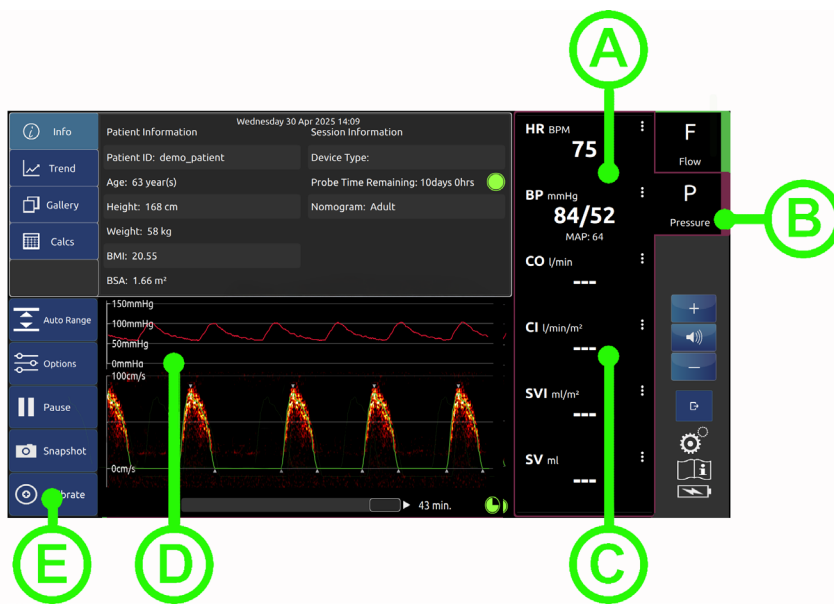 A
Wednesday 30 Apr 2025 14:09
Info
Patient Information
Session Information
Trend
Patient ID: demo_patient
Device Type:
Age: 63 year(s)
Probe Time Remaining: 10days 0hrs
Gallery
Height: 168 cm
Nomogram: Adult
Calcs
Weight: 58 kg
BMI: 20.55
BSA: 1.66 m²
HR BPM
75
BP mmHg
84/52
MAP: 64
CO l/min
---
CI l/min/m²
---
SVI ml/m²
---
SV ml
---
F
Flow
P
Pressure
B
+
−
i
Auto Range
Options
Pause
Snapshot
150mmHg
100mmHg
50mmHg
0mmHg
100cm/s
0cm/s
43 min.
E
D
C